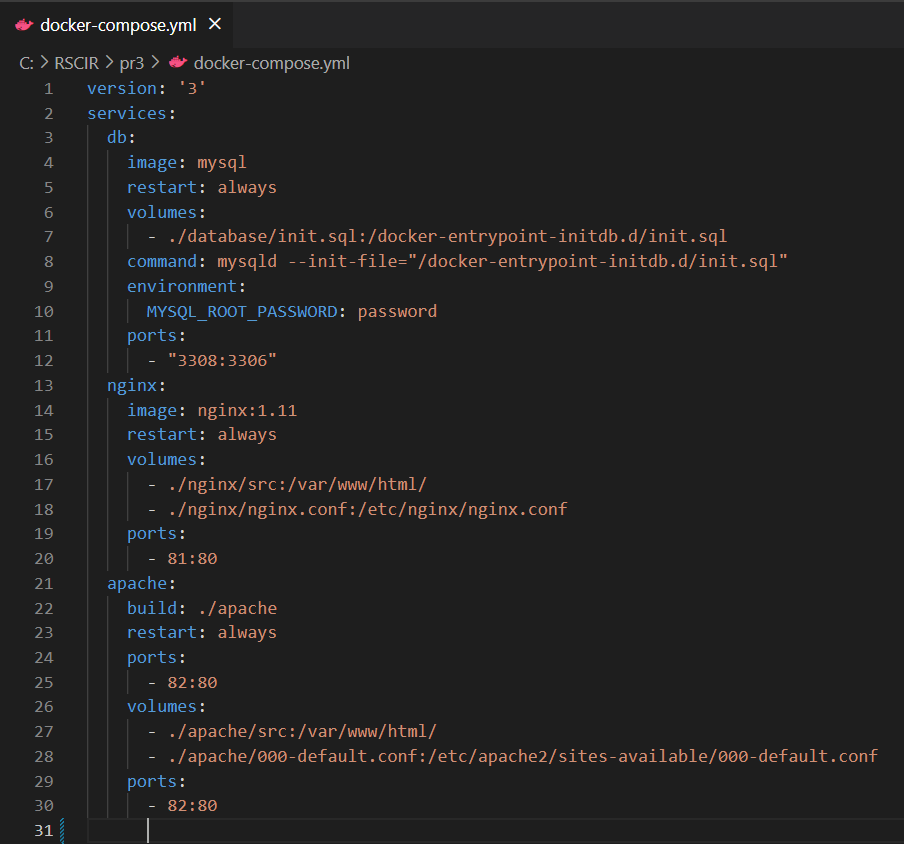 docker-compose.yml ×
C: > RSCIR > pr3 > docker-compose.yml
1 version: '3'
2 services:
3   db:
4     image: mysql
5     restart: always
6     volumes:
7       - ./database/init.sql:/docker-entrypoint-initdb.d/init.sql
8     command: mysqld --init-file="/docker-entrypoint-initdb.d/init.sql"
9     environment:
10       MYSQL_ROOT_PASSWORD: password
11     ports:
12       - "3308:3306"
13   nginx:
14     image: nginx:1.11
15     restart: always
16     volumes:
17       - ./nginx/src:/var/www/html/
18       - ./nginx/nginx.conf:/etc/nginx/nginx.conf
19     ports:
20       - 81:80
21   apache:
22     build: ./apache
23     restart: always
24     ports:
25       - 82:80
26     volumes:
27       - ./apache/src:/var/www/html/
28       - ./apache/000-default.conf:/etc/apache2/sites-available/000-default.conf
29     ports:
30       - 82:80
31